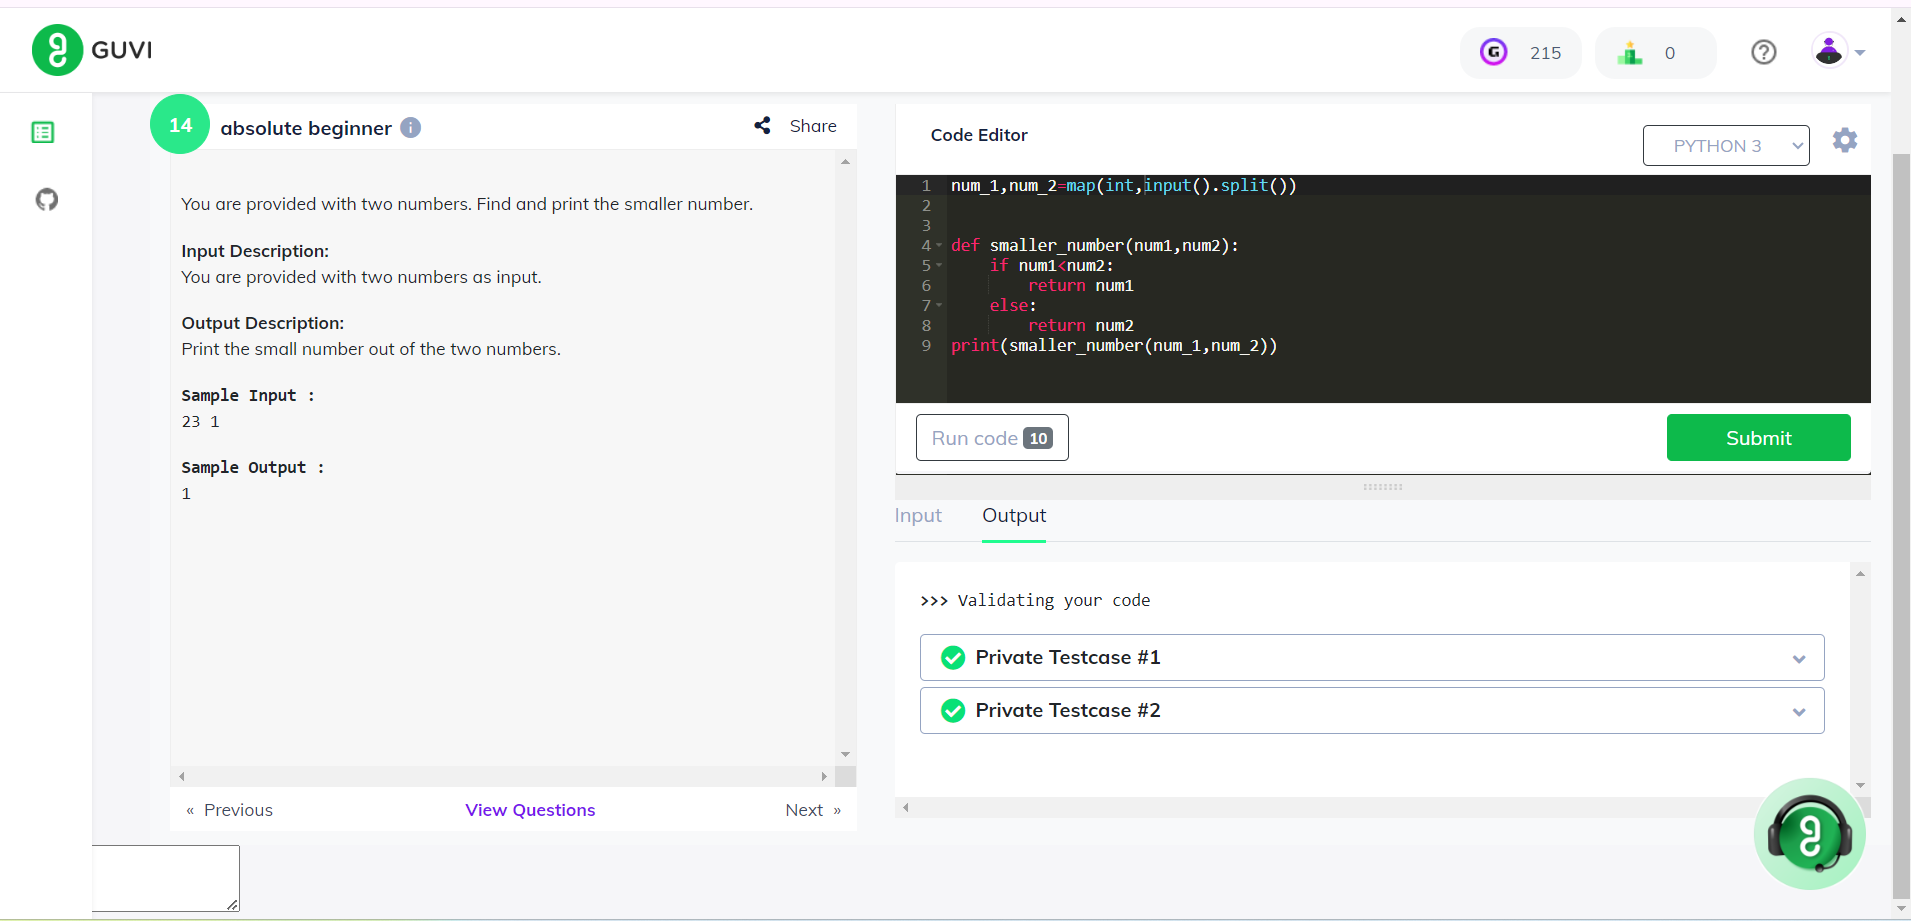 GUVI
215
0
14
absolute beginner
Share
You are provided with two numbers. Find and print the smaller number.
Input Description:
You are provided with two numbers as input.
Output Description:
Print the small number out of the two numbers.
Sample Input :
23 1
Sample Output :
1
« Previous
View Questions
Next »
Code Editor
PYTHON 3
1 num_1,num_2=map(int,input().split())
2
3
4 def smaller_number(num1,num2):
5     if num1<num2:
6         return num1
7     else:
8         return num2
9 print(smaller_number(num_1,num_2))
Run code 10
Submit
Input
Output
>>> Validating your code
Private Testcase #1
Private Testcase #2